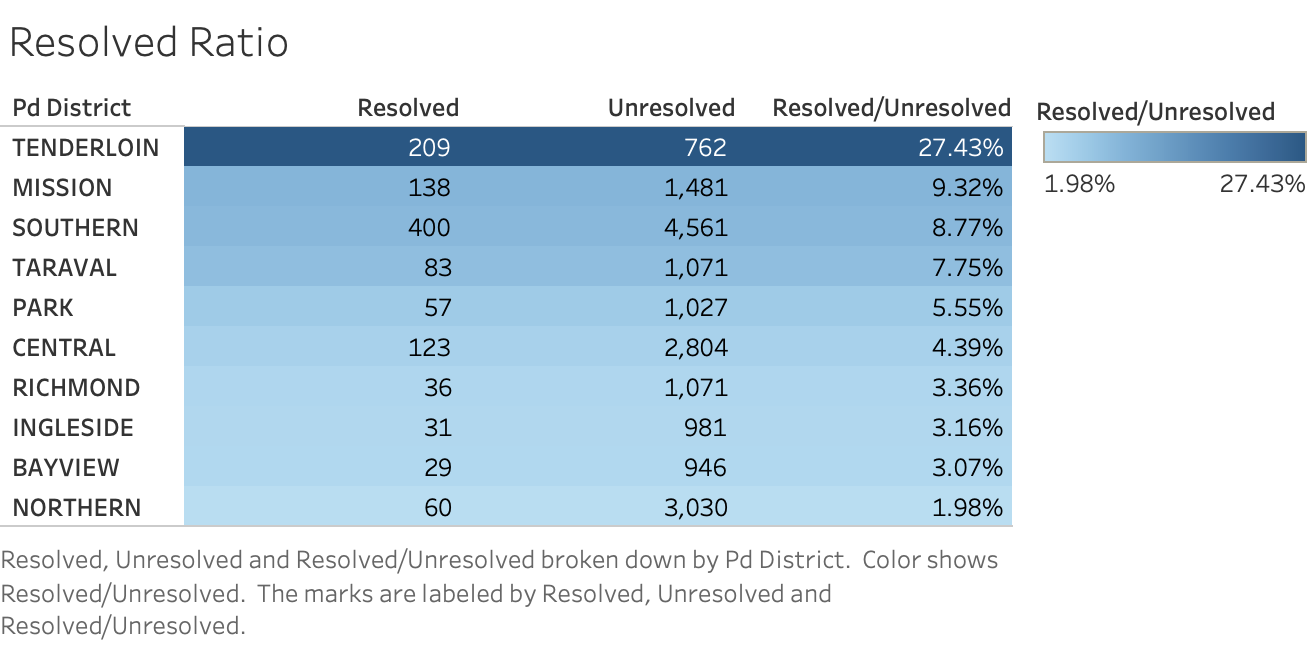 Resolved Ratio
Pd District Resolved Unresolved Resolved/Unresolved
TENDERLOIN 209 762 27.43%
MISSION 138 1,481 9.32%
SOUTHERN 400 4,561 8.77%
TARAVAL 83 1,071 7.75%
PARK 57 1,027 5.55%
CENTRAL 123 2,804 4.39%
RICHMOND 36 1,071 3.36%
INGLESIDE 31 981 3.16%
BAYVIEW 29 946 3.07%
NORTHERN 60 3,030 1.98%
Resolved/Unresolved
1.98% 27.43%
Resolved, Unresolved and Resolved/Unresolved broken down by Pd District. Color shows
Resolved/Unresolved. The marks are labeled by Resolved, Unresolved and
Resolved/Unresolved.